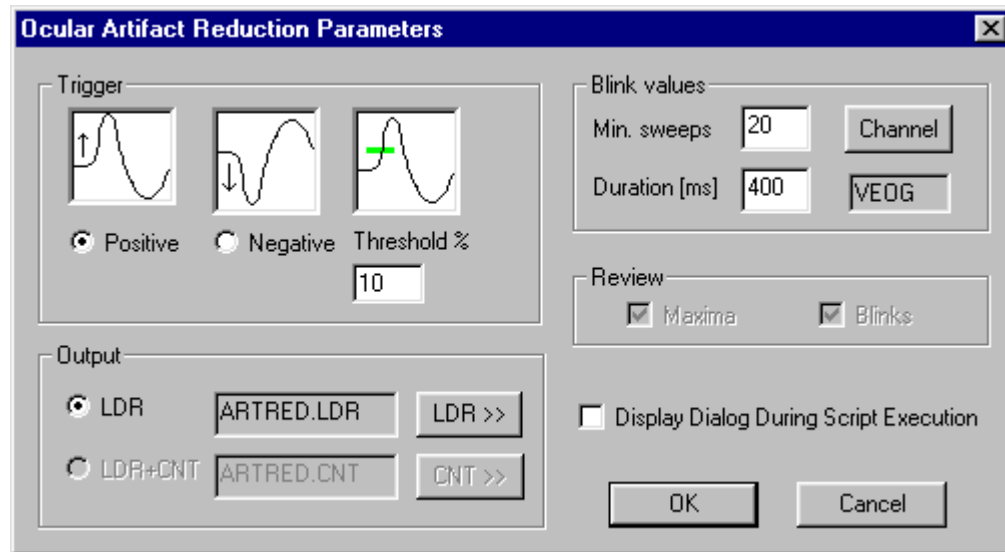 Ocular Artifact Reduction Parameters
Trigger
Positive
Negative
Threshold %
10
Blink values
Min. sweeps
20
Channel
Duration [ms]
400
VEOG
Review
Maxima
Blinks
Output
LDR
ARTRED.LDR
LDR >>
LDR+CNT
ARTRED.CNT
CNT >>
Display Dialog During Script Execution
OK
Cancel